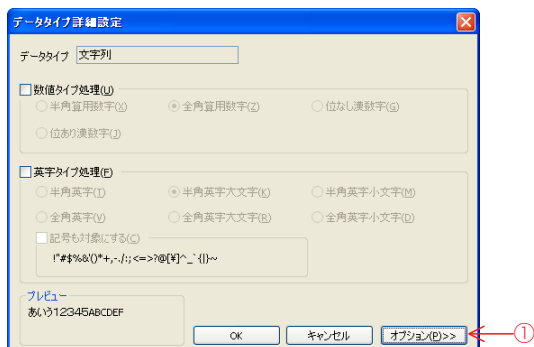 データタイプ詳細設定
データタイプ 文字列
数値タイプ処理(U)
半角算用数字(X) 全角算用数字(Z) 位なし漢数字(G)
位あり漢数字(J)
英字タイプ処理(F)
半角英字(T) 半角英字大文字(K) 半角英字小文字(M)
全角英字(V) 全角英字大文字(R) 全角英字小文字(D)
記号も対象にする(C)
!"#$%&'()*+,-./:;<=>?@[¥]^_`{|}~
プレビュー
あいう12345ABCDEF
OK キャンセル オプション(P)>> ①